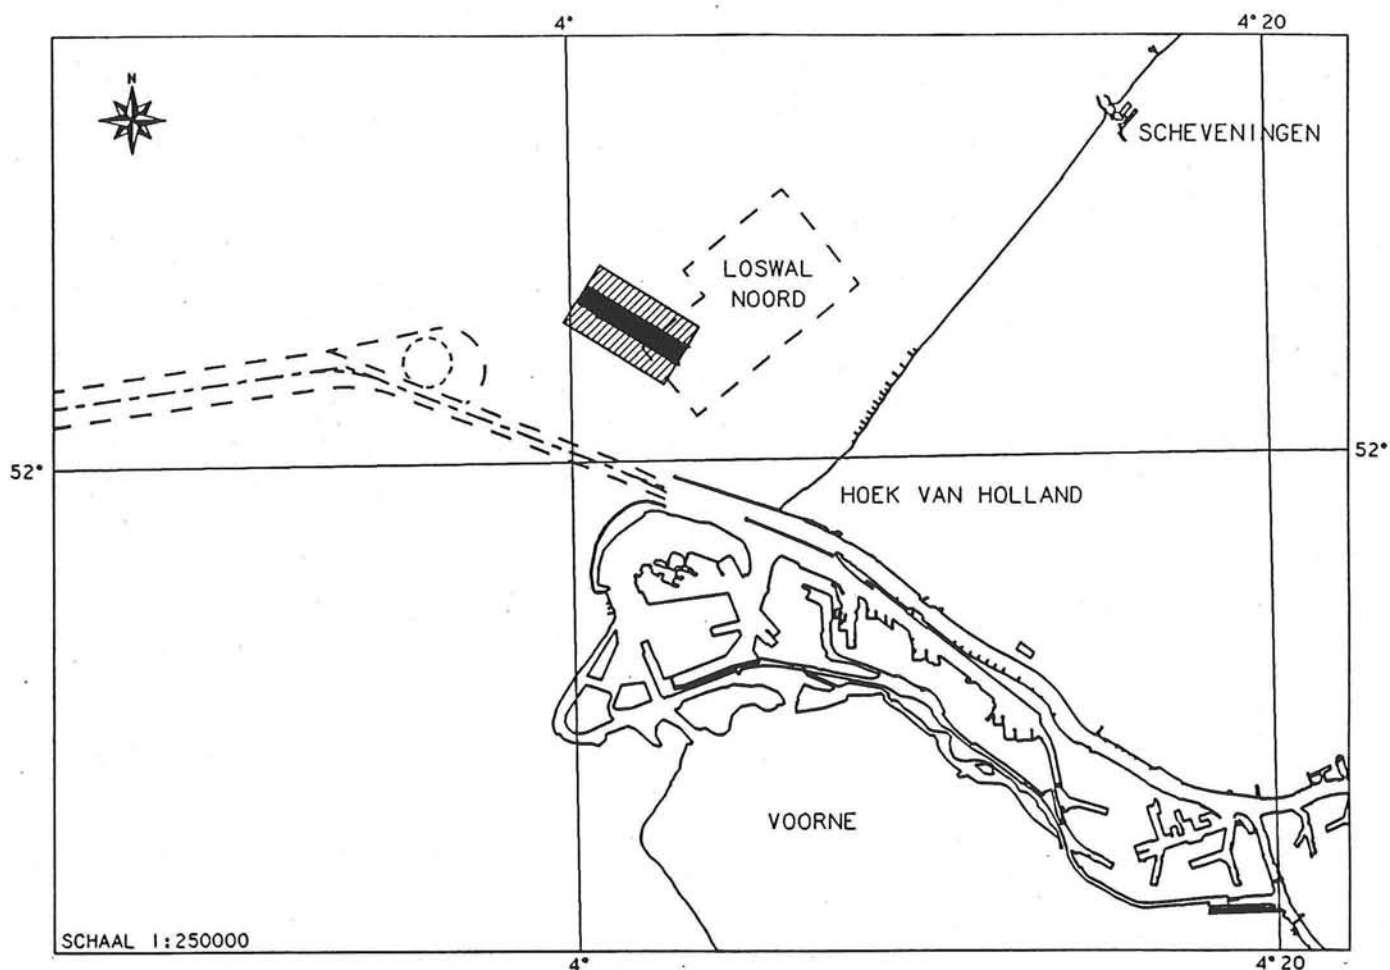 4°
4° 20
N
SCHEVENINGEN
LOSWAL
NOORD
52°
52°
HOEK VAN HOLLAND
VOORNE
SCHAAL 1:250000
4°
4° 20